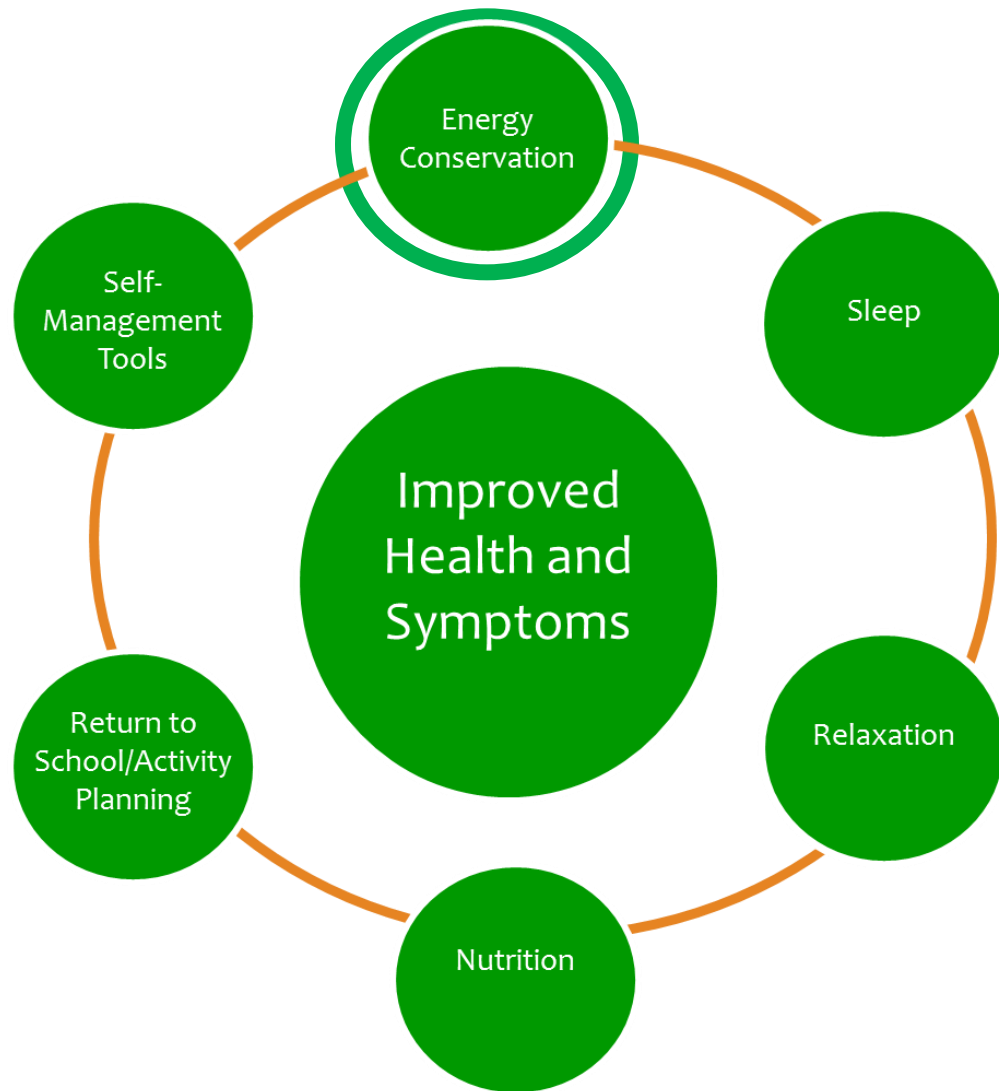 Energy
Conservation
Sleep
Relaxation
Nutrition
Return to
School/Activity
Planning
Self-
Management
Tools
Improved
Health and
Symptoms